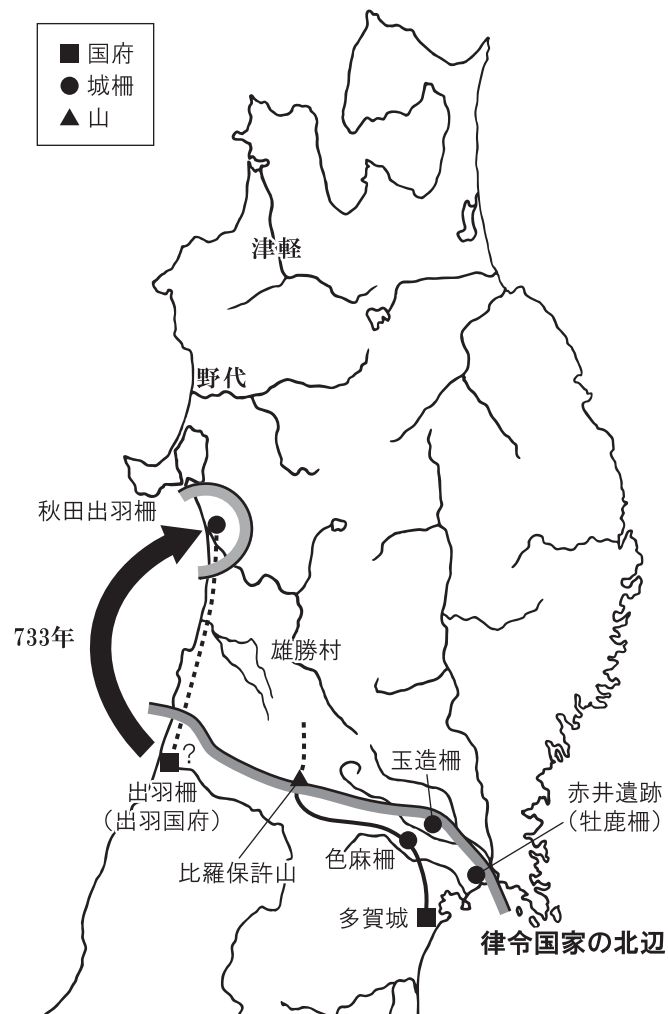 国府
城柵
山
津軽
野代
秋田出羽柵
733年
雄勝村
?
玉造柵
出羽柵
(出羽国府)
赤井遺跡
(牡鹿柵)
色麻柵
比羅保許山
多賀城
律令国家の北辺